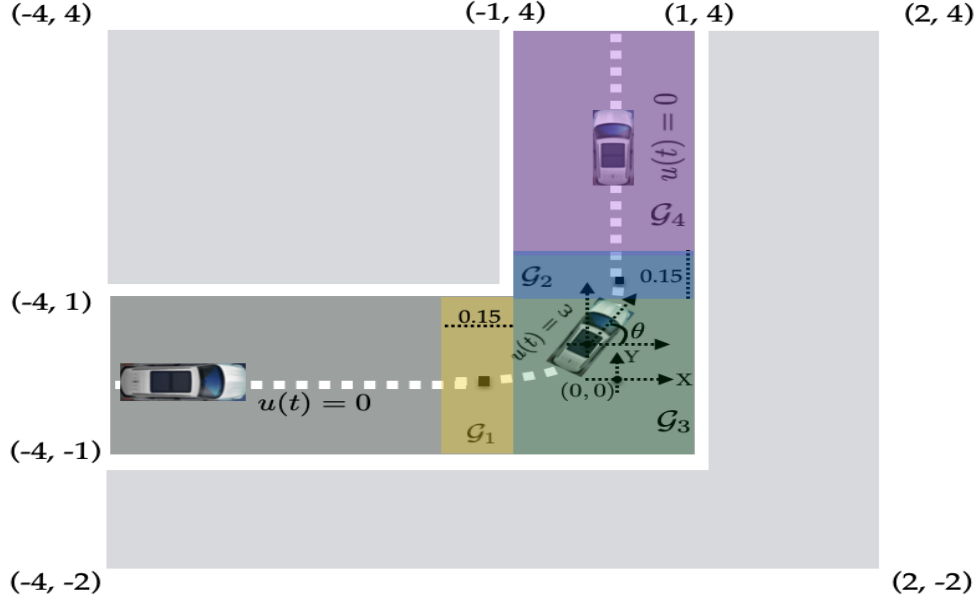 (-4, 4)
(-1, 4)
(1, 4)
(2, 4)
u(t) = 0
𝒢₄
𝒢₂
0.15
(-4, 1)
0.15
u(t) = ω
θ
Y
X
(0, 0)
u(t) = 0
𝒢₁
𝒢₃
(-4, -1)
(-4, -2)
(2, -2)